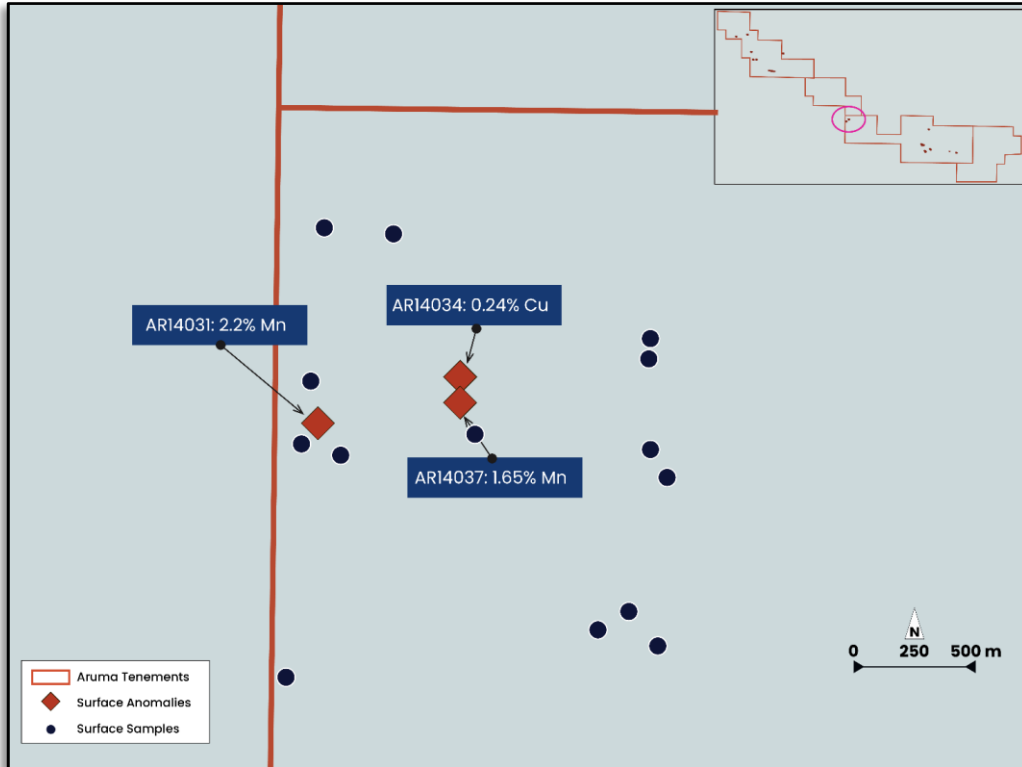 AR14034: 0.24% Cu
AR14031: 2.2% Mn
AR14037: 1.65% Mn
N
0 250 500 m
Aruma Tenements
Surface Anomalies
Surface Samples